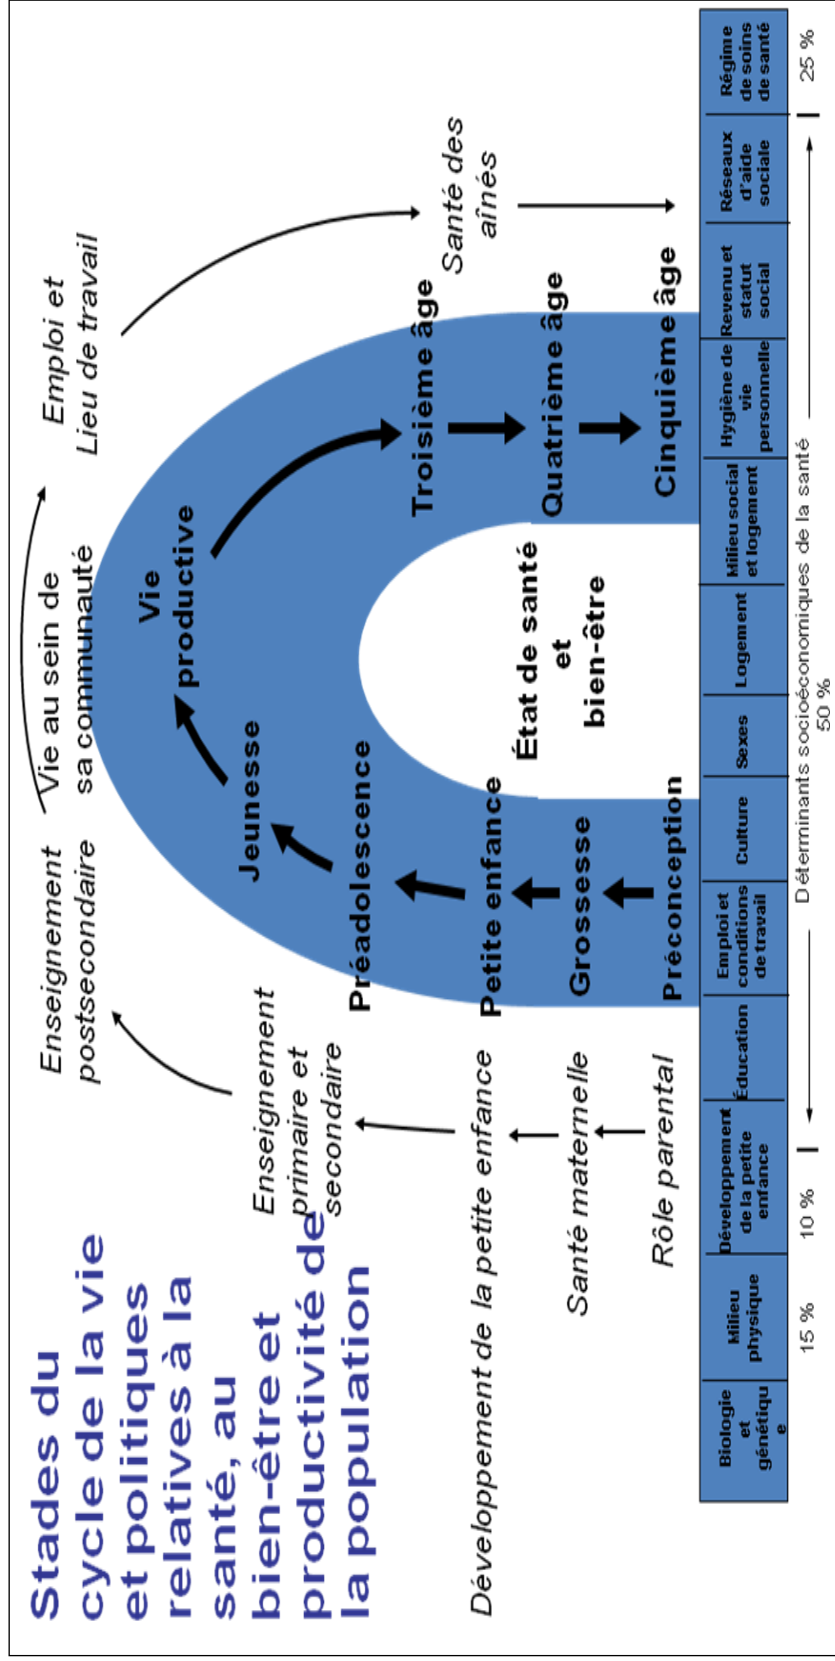 Stades du
cycle de la vie
et politiques
relatives à la
santé, au
bien-être et
productivité de
la population
Enseignement
postsecondaire
Vie au sein de
sa communauté
Emploi et
Lieu de travail
Enseignement
primaire et
secondaire
Jeunesse
Vie
productive
Préadolescence
Troisième âge
Santé des
aînés
Développement de la petite enfance
Petite enfance
État de santé
et
bien-être
Quatrième âge
Santé maternelle
Grossesse
Rôle parental
Préconception
Cinquième âge
Biologie
et
génétiqu
e
Milieu
physique
Développement
de la petite
enfance
Éducation
Emploi et
conditions
de travail
Culture
Sexes
Logement
Milieu social
et logement
Hygiène de
vie
personnelle
Revenu et
statut
social
Réseaux
d'aide
sociale
Régime
de soins
de santé
15 %
10 %
Déterminants socioéconomiques de la santé
50 %
25 %